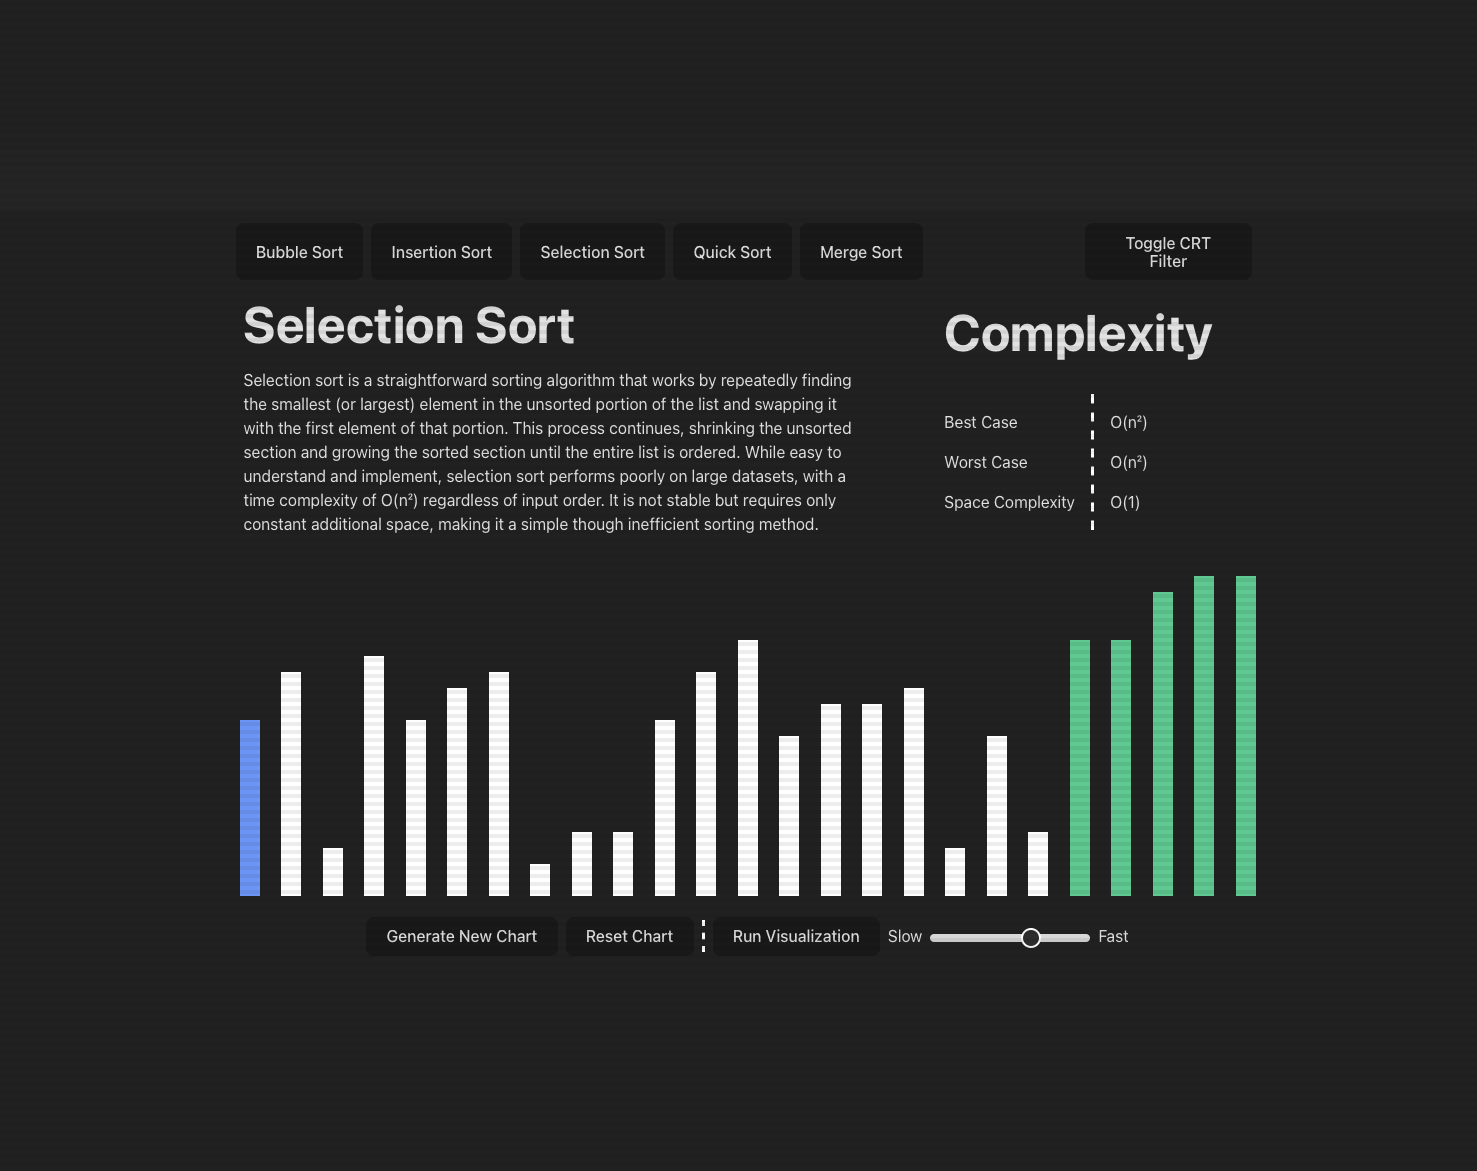 Bubble Sort
Insertion Sort
Selection Sort
Quick Sort
Merge Sort
Toggle CRT
Filter
Selection Sort
Selection sort is a straightforward sorting algorithm that works by repeatedly finding
the smallest (or largest) element in the unsorted portion of the list and swapping it
with the first element of that portion. This process continues, shrinking the unsorted
section and growing the sorted section until the entire list is ordered. While easy to
understand and implement, selection sort performs poorly on large datasets, with a
time complexity of O(n²) regardless of input order. It is not stable but requires only
constant additional space, making it a simple though inefficient sorting method.
Complexity
Best Case O(n²)
Worst Case O(n²)
Space Complexity O(1)
Generate New Chart
Reset Chart
Run Visualization
Slow
Fast